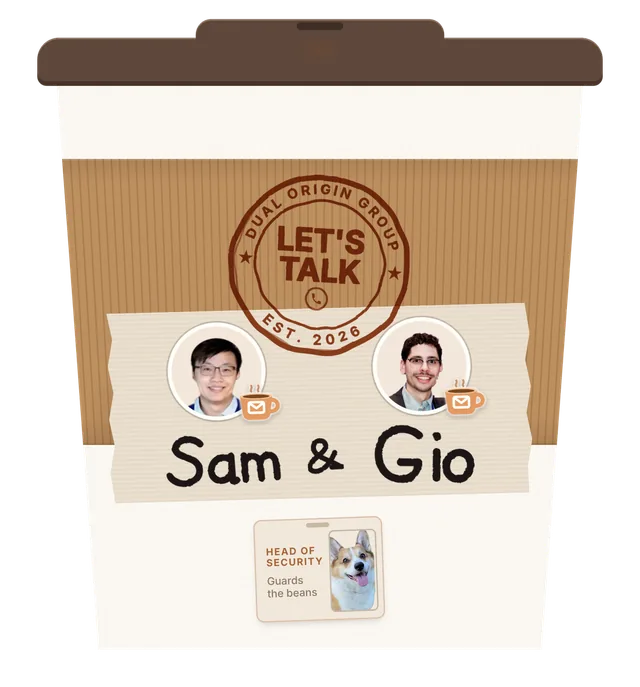 DUAL ORIGIN GROUP
LET'S
TALK
EST. 2026
Sam & Gio
HEAD OF
SECURITY
Guards
the beans